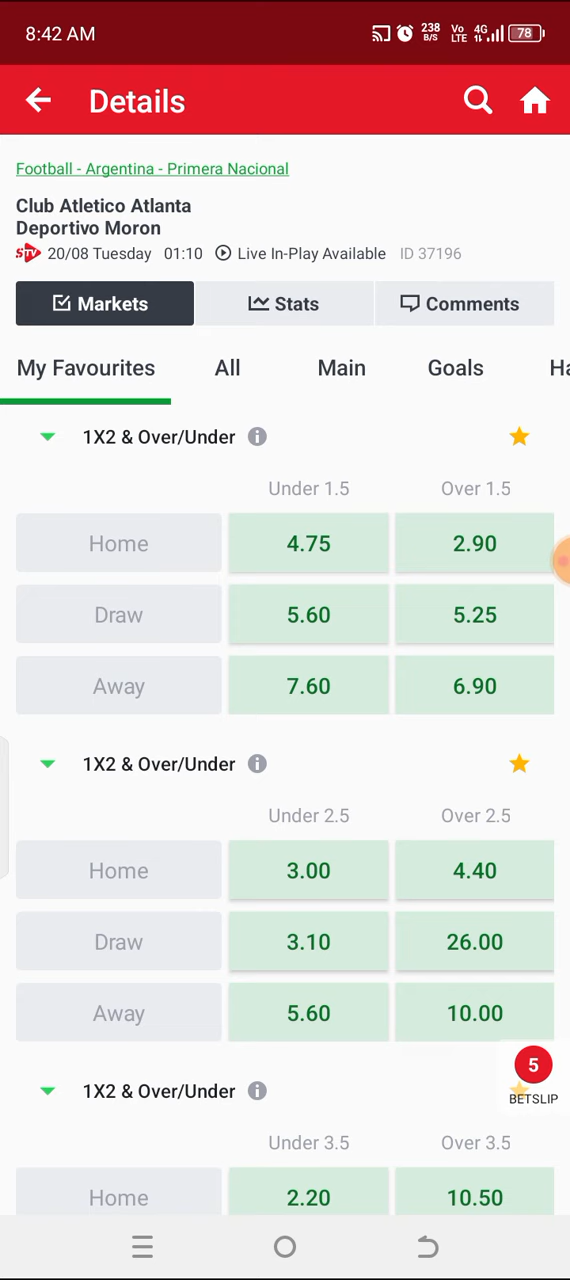 8:42 AM 238 B/S Vo LTE 4G 78
Details
Football - Argentina - Primera Nacional
Club Atletico Atlanta
Deportivo Moron
STV 20/08 Tuesday 01:10 Live In-Play Available ID 37196
Markets Stats Comments
My Favourites All Main Goals Ha
1X2 & Over/Under
Under 1.5 Over 1.5
Home 4.75 2.90
Draw 5.60 5.25
Away 7.60 6.90
1X2 & Over/Under
Under 2.5 Over 2.5
Home 3.00 4.40
Draw 3.10 26.00
Away 5.60 10.00
5
BETSLIP
1X2 & Over/Under
Under 3.5 Over 3.5
Home 2.20 10.50